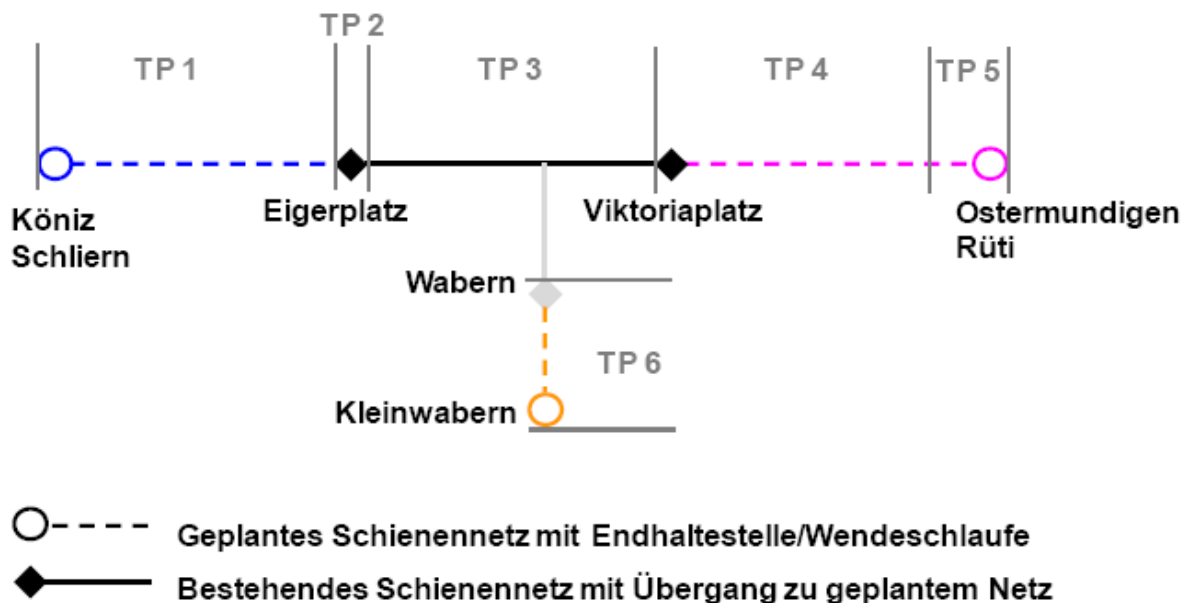 TP 2
TP 1
TP 3
TP 4
TP 5
Köniz
Schliern
Eigerplatz
Viktoriaplatz
Ostermundigen
Rüti
Wabern
TP 6
Kleinwabern
Geplantes Schienennetz mit Endhaltestelle/Wendeschlaufe
Bestehendes Schienennetz mit Übergang zu geplantem Netz